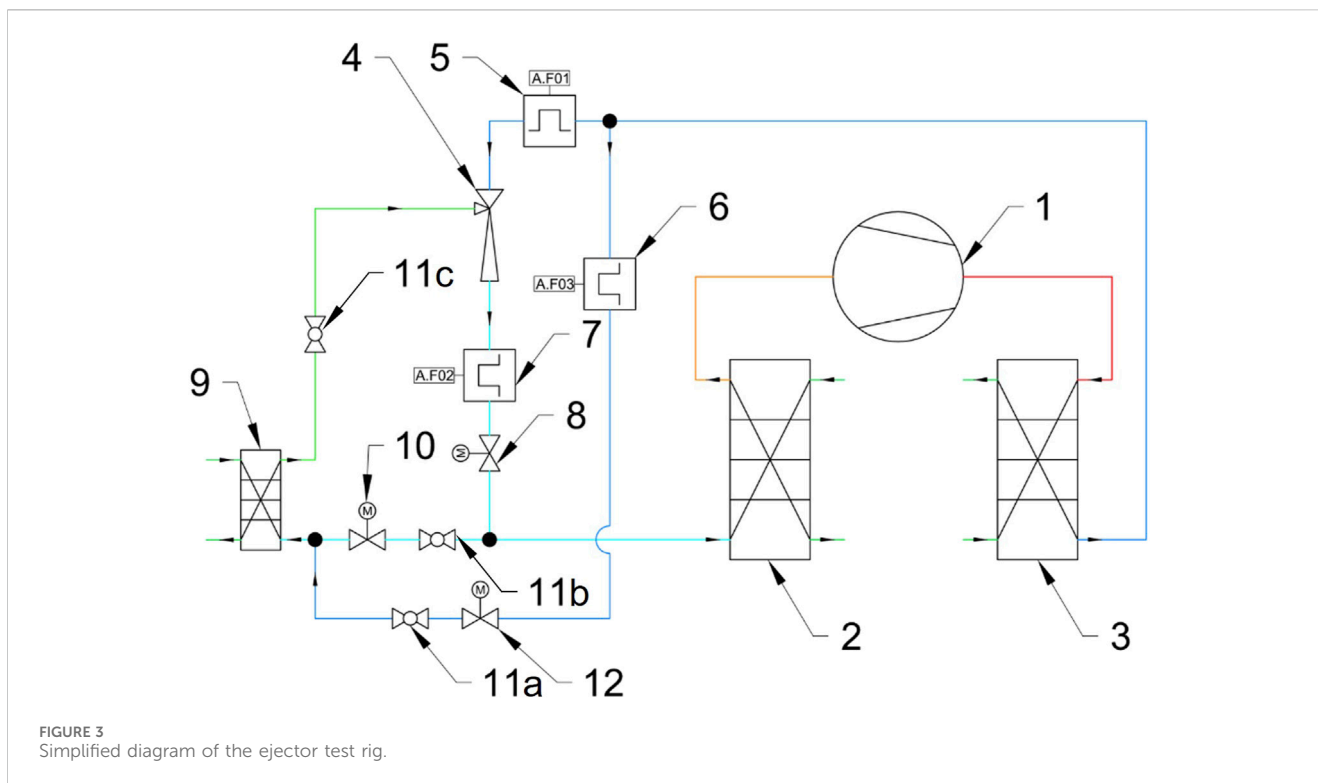 4
5
A.F01
6
1
A.F03
11c
7
A.F02
9
8
10
M
M
11b
M
2
3
11a
12
FIGURE 3
Simplified diagram of the ejector test rig.